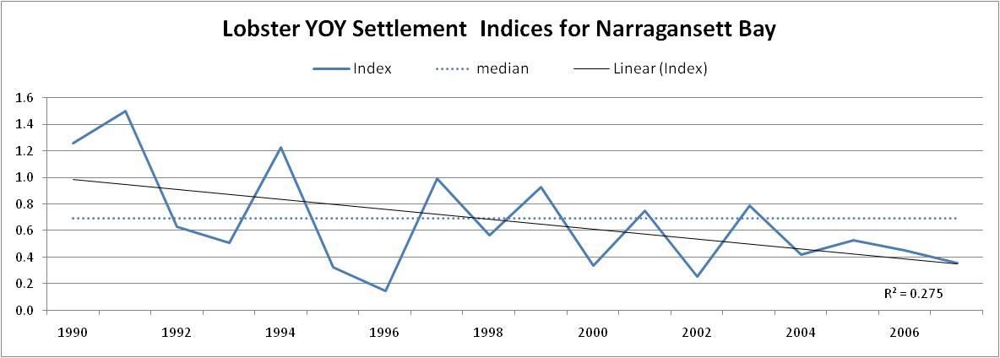 Lobster YOY Settlement  Indices for Narragansett Bay
Index median Linear (Index)
1.6
1.4
1.2
1.0
0.8
0.6
0.4
0.2
0.0
R² = 0.275
1990 1992 1994 1996 1998 2000 2002 2004 2006